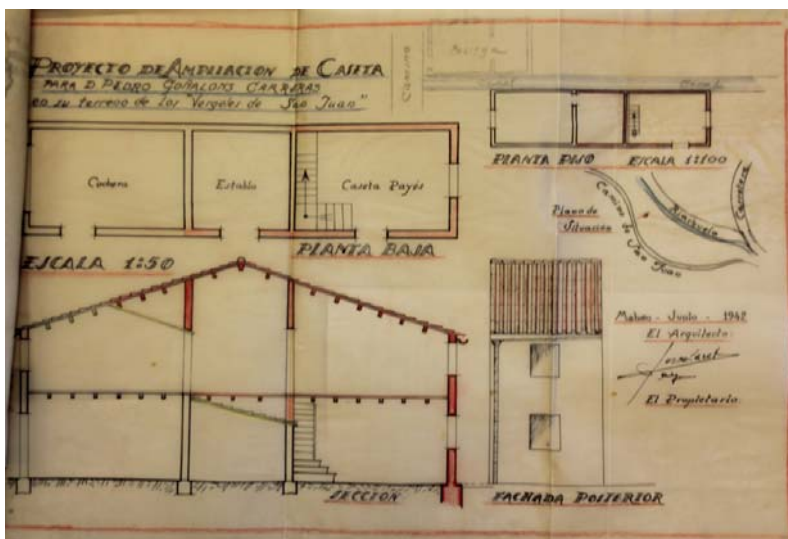 PROYECTO DE AMPLIACION DE CASETA
PARA D. PEDRO GOÑALONS CARRERAS
en su terreno de Los Vergeles de San Juan"
Camino
Cochera
Establo
Caseta Payés
ESCALA 1:50
PLANTA BAJA
PLANTA PISO
ESCALA 1:100
Plano de
Situación
Camino de San Juan
Riachuelo
Carretera
Mahon - Junio - 1942
El Arquitecto
El Propietario
SECCION
FACHADA POSTERIOR